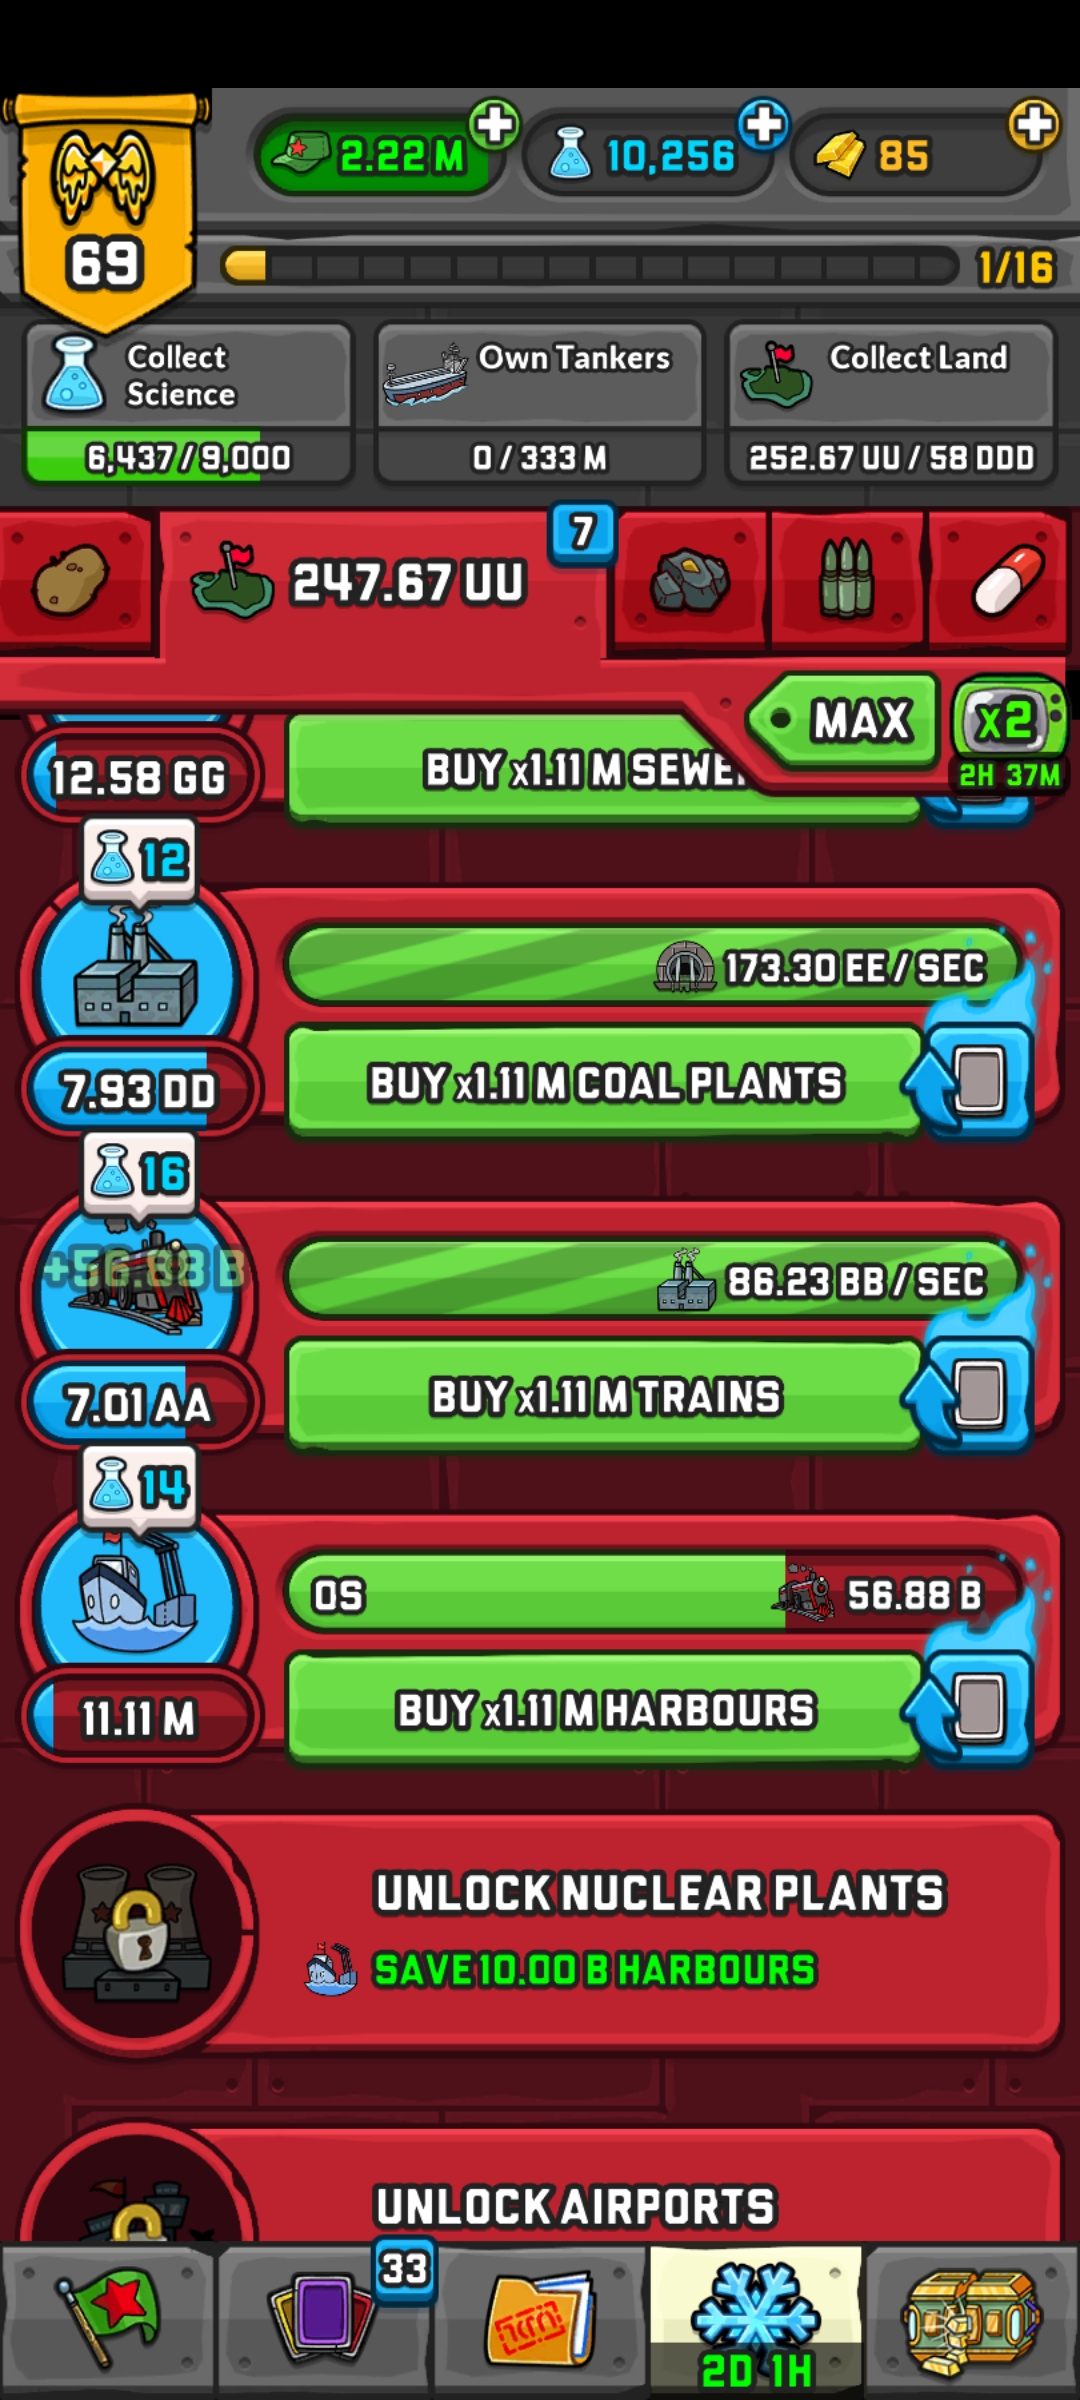 2.22 M
10,256
85
69
1/16
Collect
Science
6,437/9,000
Own Tankers
0/333 M
Collect Land
252.67 UU/58 DDD
247.67 UU
7
MAX
x2
2H 37M
12.58 GG
BUY x1.11 M
12
173.30 EE/SEC
7.93 DD
BUY x1.11 M COAL PLANTS
16
+56.88 B
86.23 BB/SEC
7.01 AA
BUY x1.11 M TRAINS
14
0S
56.88 B
11.11 M
BUY x1.11 M HARBOURS
UNLOCK NUCLEAR PLANTS
SAVE 10.00 B HARBOURS
UNLOCK AIRPORTS
33
2D 1H